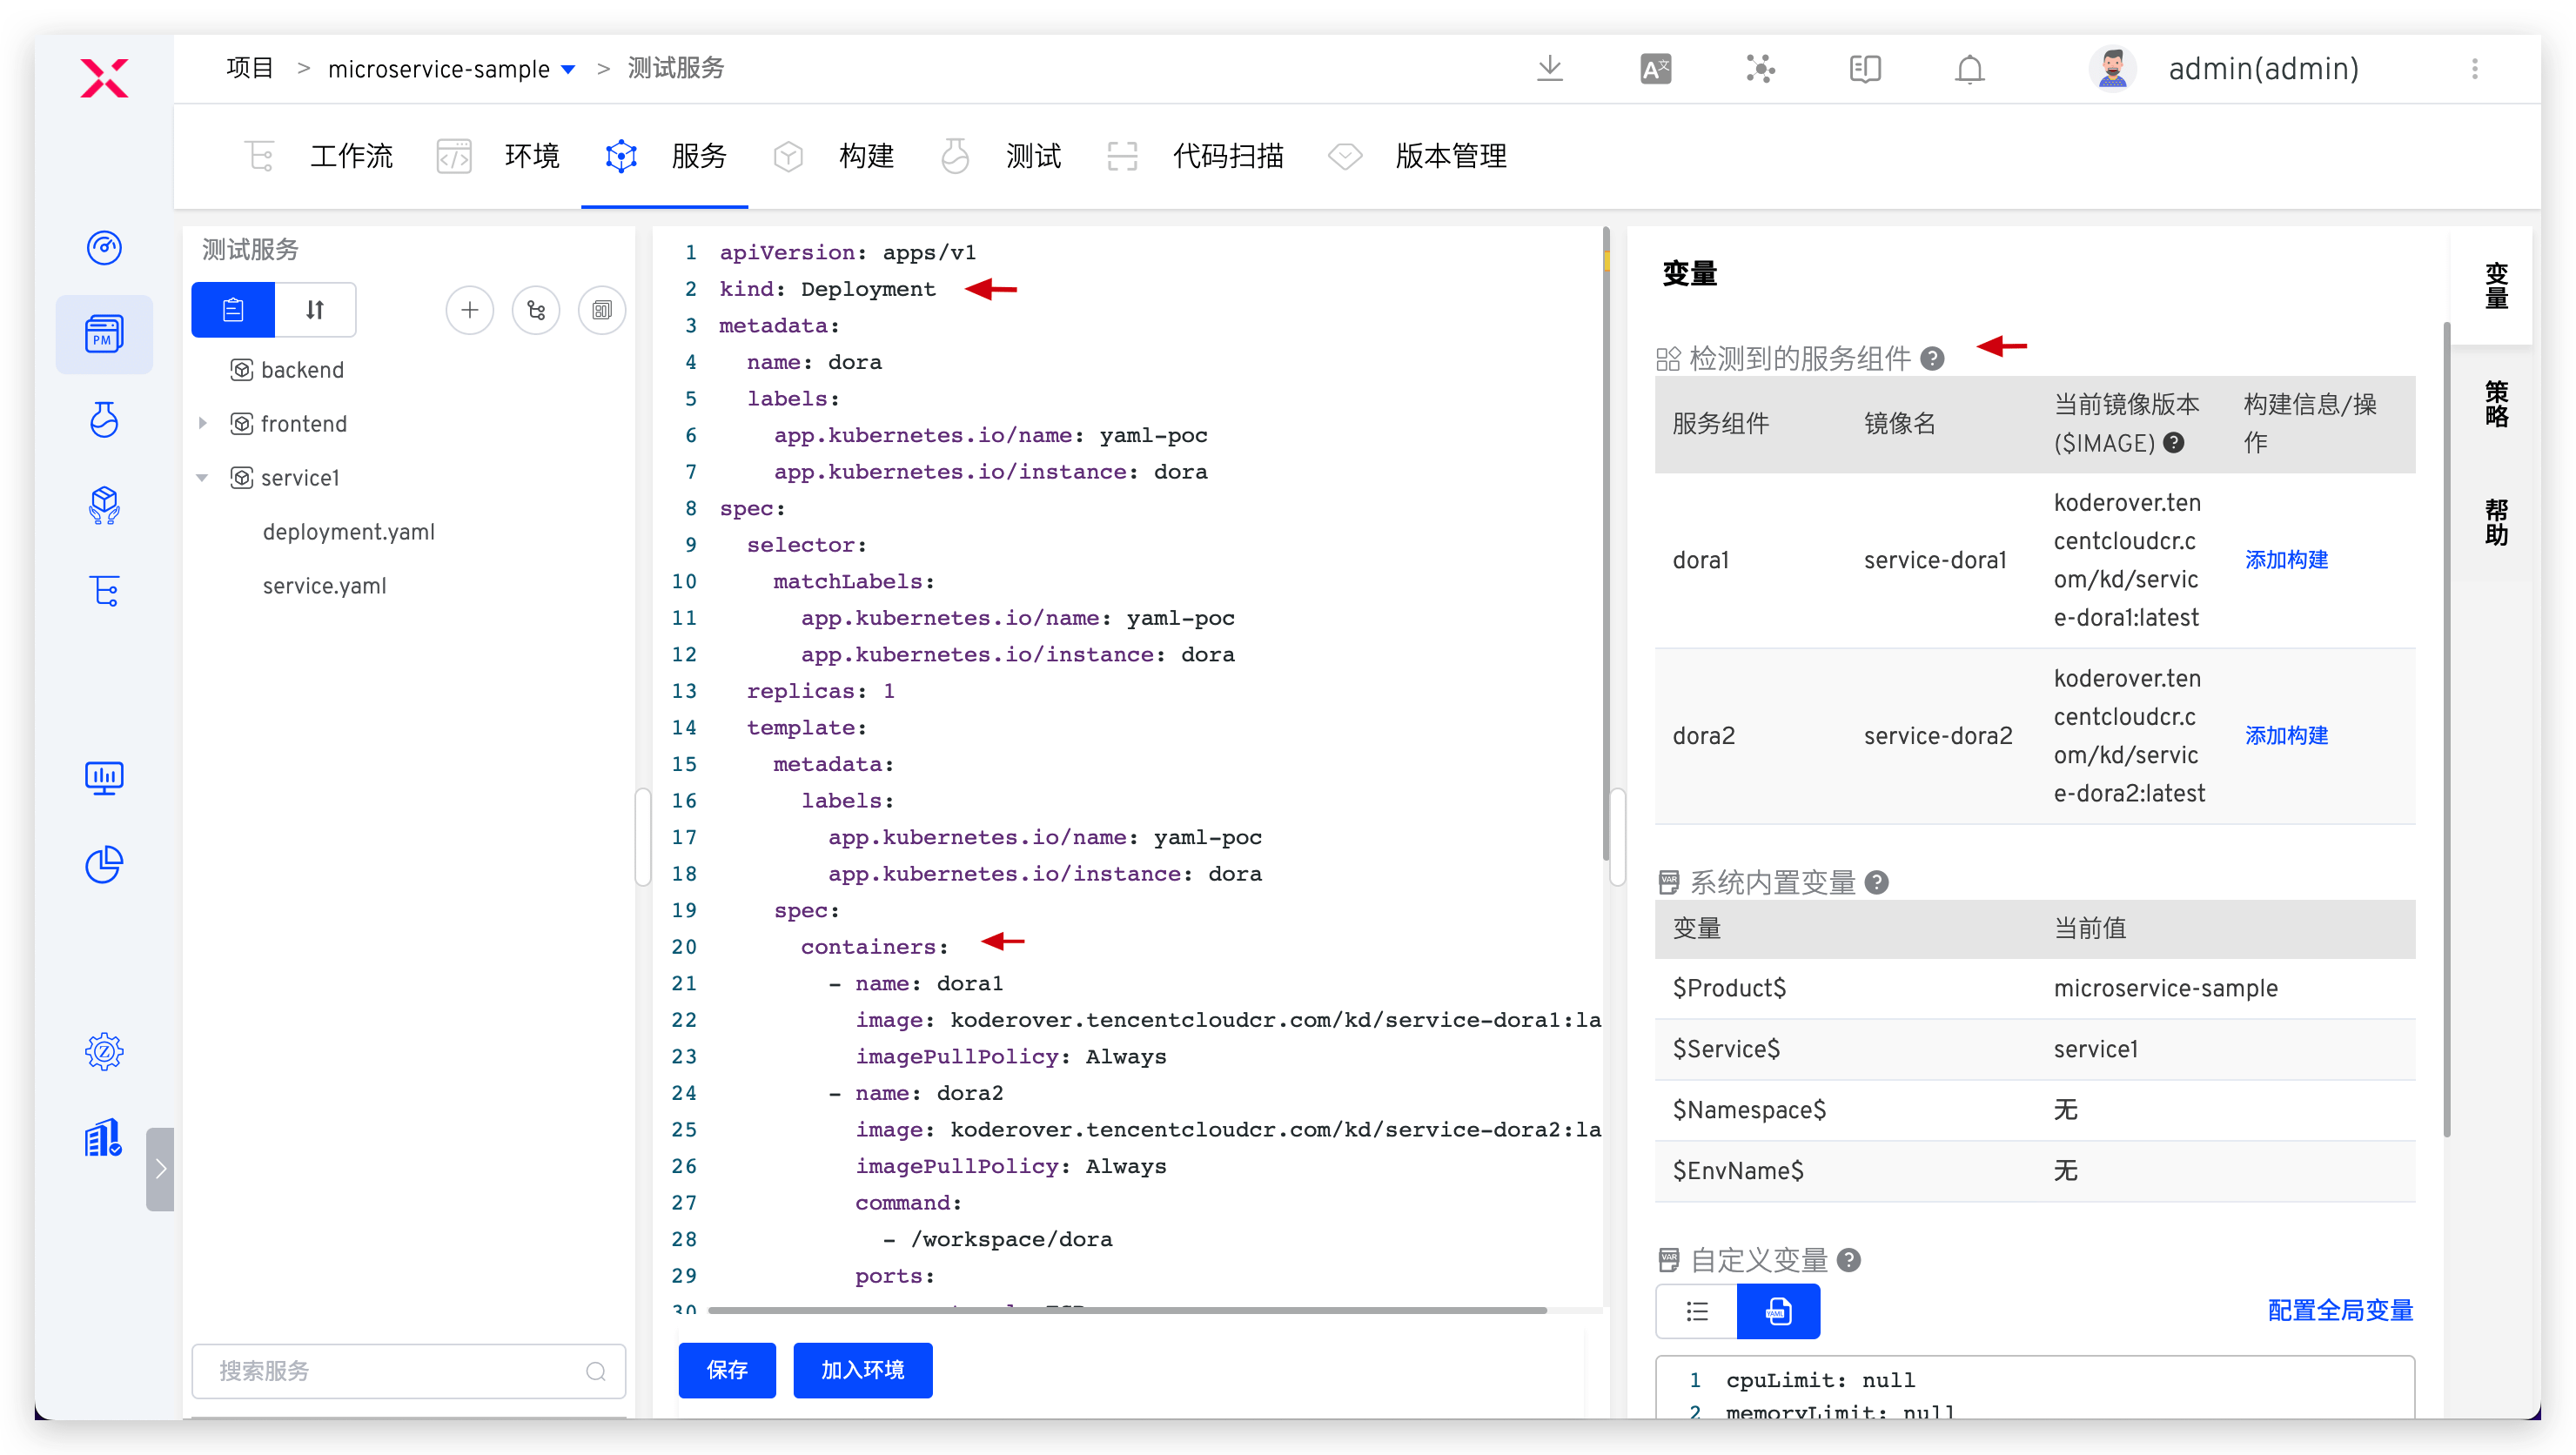 项目 > microservice-sample > 测试服务
admin(admin)
工作流 环境 服务 构建 测试 代码扫描 版本管理
PM
测试服务
backend
frontend
service1
deployment.yaml
service.yaml
搜索服务
1 apiVersion: apps/v1
2 kind: Deployment
3 metadata:
4   name: dora
5   labels:
6     app.kubernetes.io/name: yaml-poc
7     app.kubernetes.io/instance: dora
8 spec:
9   selector:
10     matchLabels:
11       app.kubernetes.io/name: yaml-poc
12       app.kubernetes.io/instance: dora
13   replicas: 1
14   template:
15     metadata:
16       labels:
17         app.kubernetes.io/name: yaml-poc
18         app.kubernetes.io/instance: dora
19     spec:
20       containers:
21         - name: dora1
22           image: koderover.tencentcloudcr.com/kd/service-dora1:la
23           imagePullPolicy: Always
24         - name: dora2
25           image: koderover.tencentcloudcr.com/kd/service-dora2:la
26           imagePullPolicy: Always
27           command:
28             - /workspace/dora
29           ports:
30
保存 加入环境
变量
检测到的服务组件
服务组件 镜像名 当前镜像版本($IMAGE) 构建信息/操作
dora1 service-dora1 koderover.ten
centcloudcr.c
om/kd/servic
e-dora1:latest
添加构建
dora2 service-dora2 koderover.ten
centcloudcr.c
om/kd/servic
e-dora2:latest
添加构建
系统内置变量
变量 当前值
$Product$ microservice-sample
$Service$ service1
$Namespace$ 无
$EnvName$ 无
自定义变量
配置全局变量
1 cpuLimit: null
2 memoryLimit: null
变量
策略
帮助